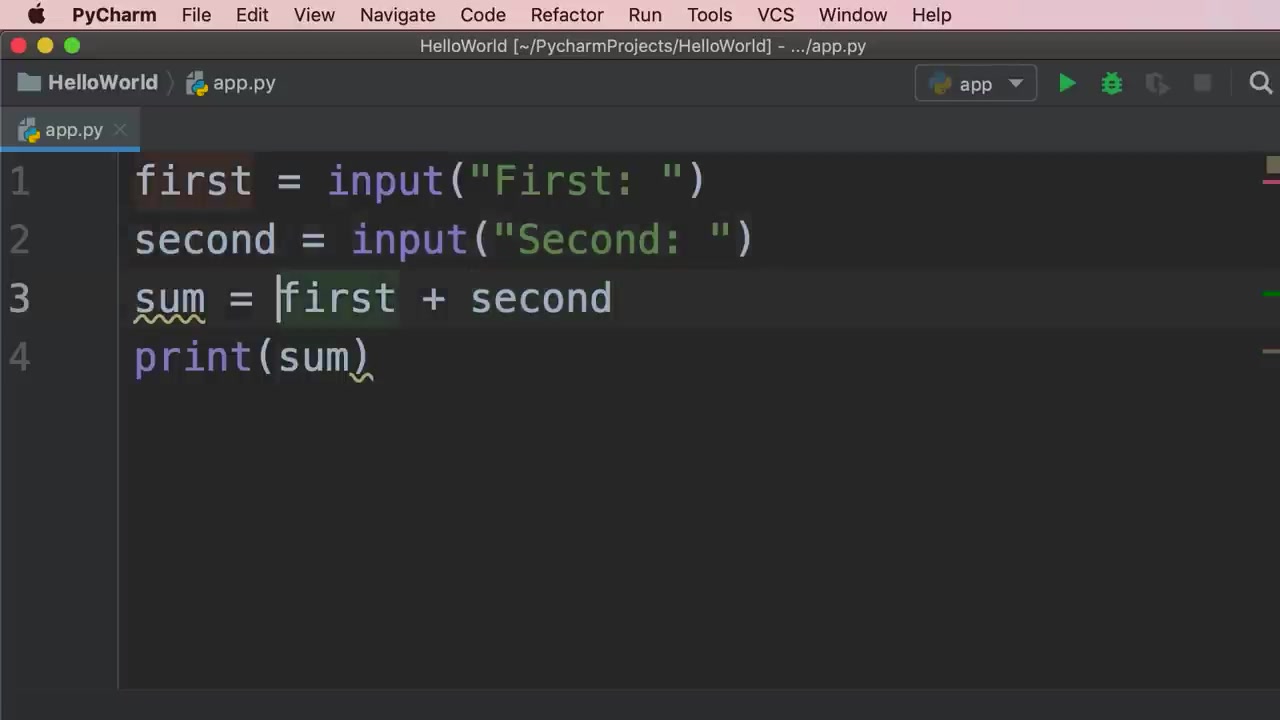 PyCharm File Edit View Navigate Code Refactor Run Tools VCS Window Help
HelloWorld [~/PycharmProjects/HelloWorld] - .../app.py
HelloWorld app.py app
app.py
1 first = input("First: ")
2 second = input("Second: ")
3 sum = first + second
4 print(sum)